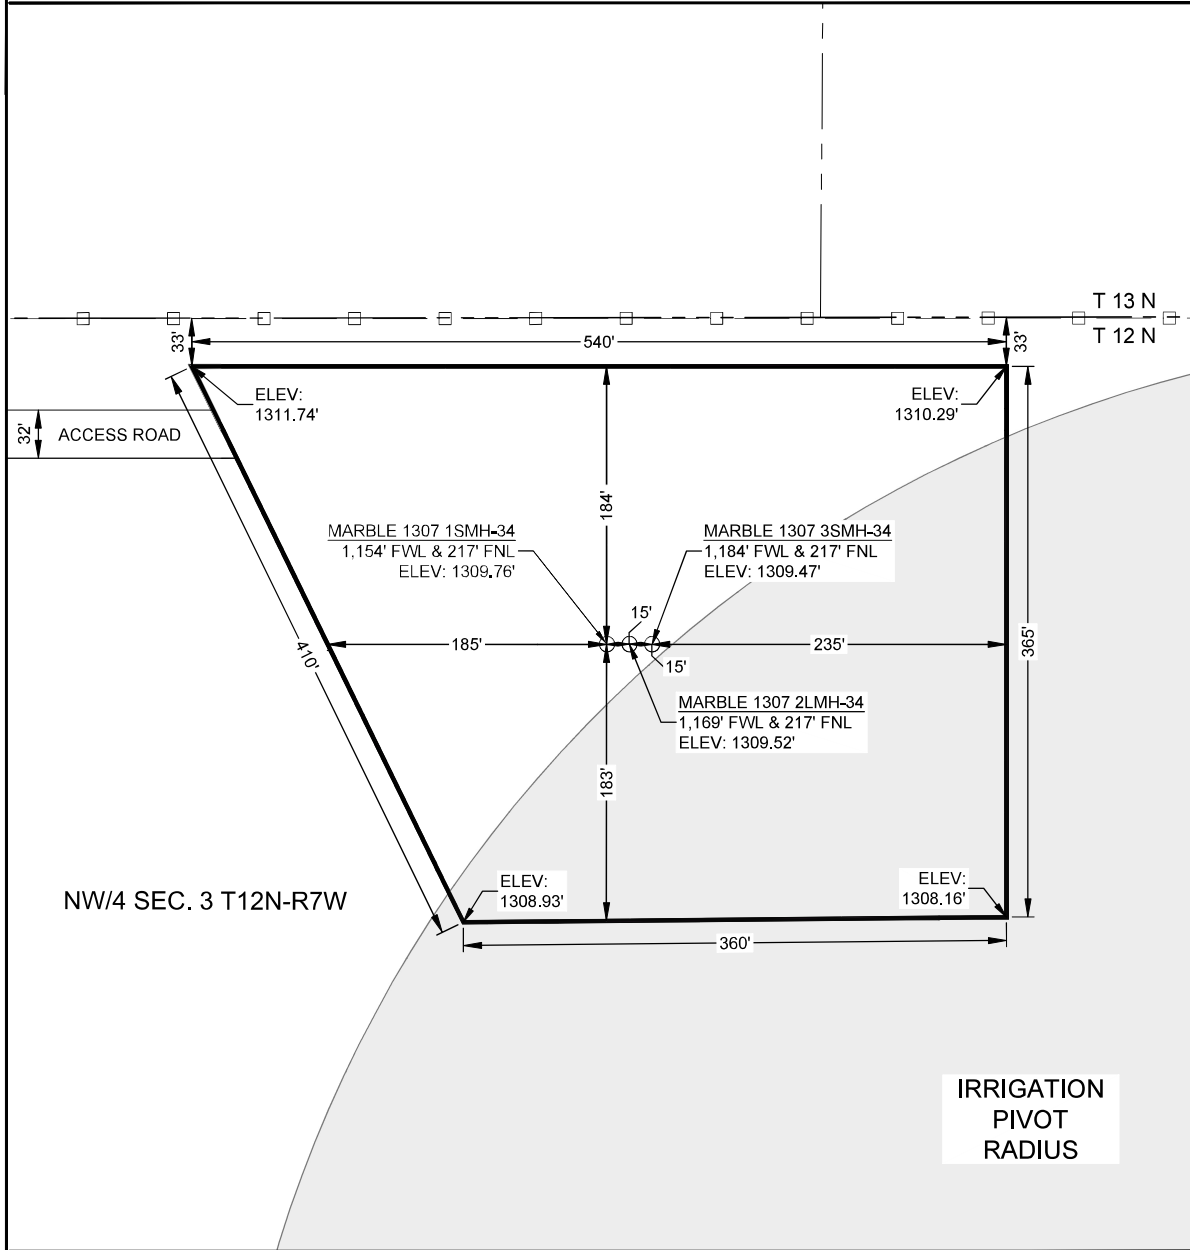 T 13 N
T 12 N
33'
540'
33'
ELEV:
1311.74'
ELEV:
1310.29'
32'
ACCESS ROAD
184'
MARBLE 1307 1SMH-34
1,154' FWL & 217' FNL
ELEV: 1309.76'
MARBLE 1307 3SMH-34
1,184' FWL & 217' FNL
ELEV: 1309.47'
15'
410'
185'
235'
365'
15'
MARBLE 1307 2LMH-34
1,169' FWL & 217' FNL
ELEV: 1309.52'
183'
NW/4 SEC. 3 T12N-R7W
ELEV:
1308.93'
ELEV:
1308.16'
360'
IRRIGATION
PIVOT
RADIUS